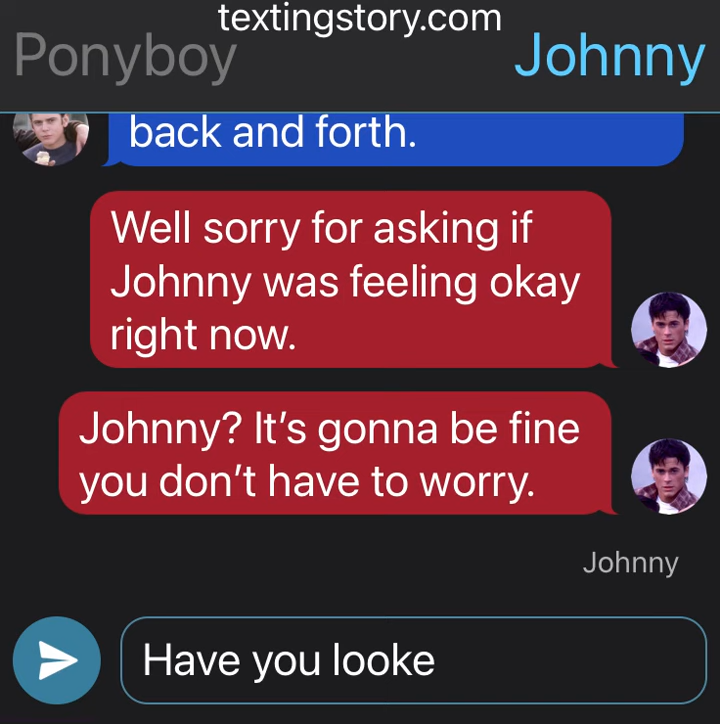 textingstory.com
Ponyboy
Johnny
back and forth.
Well sorry for asking if
Johnny was feeling okay
right now.
Johnny? It’s gonna be fine
you don’t have to worry.
Johnny
Have you looke